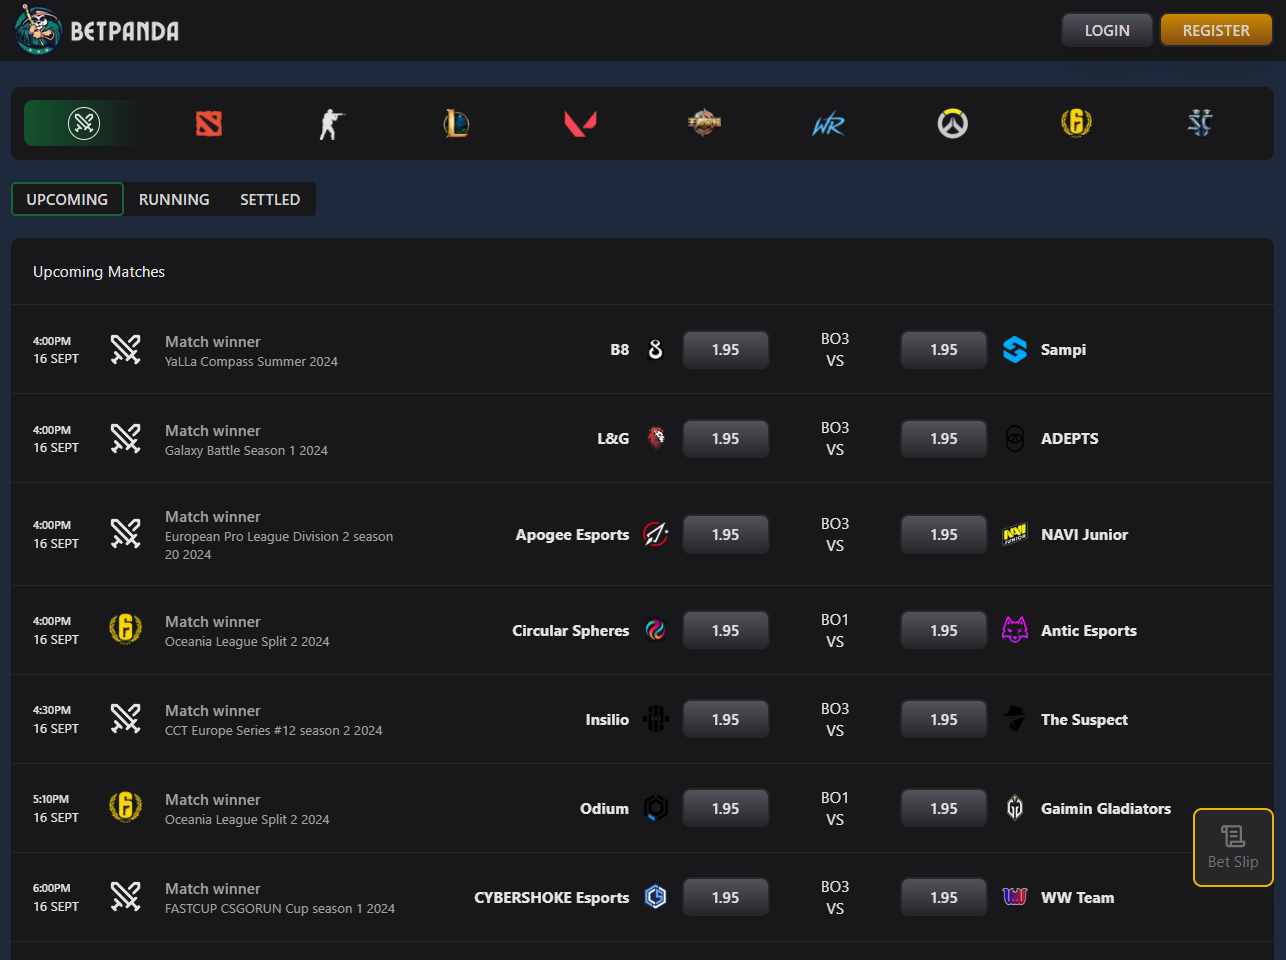 BETPANDA
LOGIN
REGISTER
UPCOMING
RUNNING
SETTLED
Upcoming Matches
4:00PM
16 SEPT
Match winner
YaLLa Compass Summer 2024
B8
1.95
BO3
VS
1.95
Sampi
4:00PM
16 SEPT
Match winner
Galaxy Battle Season 1 2024
L&G
1.95
BO3
VS
1.95
ADEPTS
4:00PM
16 SEPT
Match winner
European Pro League Division 2 season
20 2024
Apogee Esports
1.95
BO3
VS
1.95
NAVI Junior
4:00PM
16 SEPT
Match winner
Oceania League Split 2 2024
Circular Spheres
1.95
BO1
VS
1.95
Antic Esports
4:30PM
16 SEPT
Match winner
CCT Europe Series #12 season 2 2024
Insilio
1.95
BO3
VS
1.95
The Suspect
5:10PM
16 SEPT
Match winner
Oceania League Split 2 2024
Odium
1.95
BO1
VS
1.95
Gaimin Gladiators
Bet Slip
6:00PM
16 SEPT
Match winner
FASTCUP CSGORUN Cup season 1 2024
CYBERSHOKE Esports
1.95
BO3
VS
1.95
WW Team